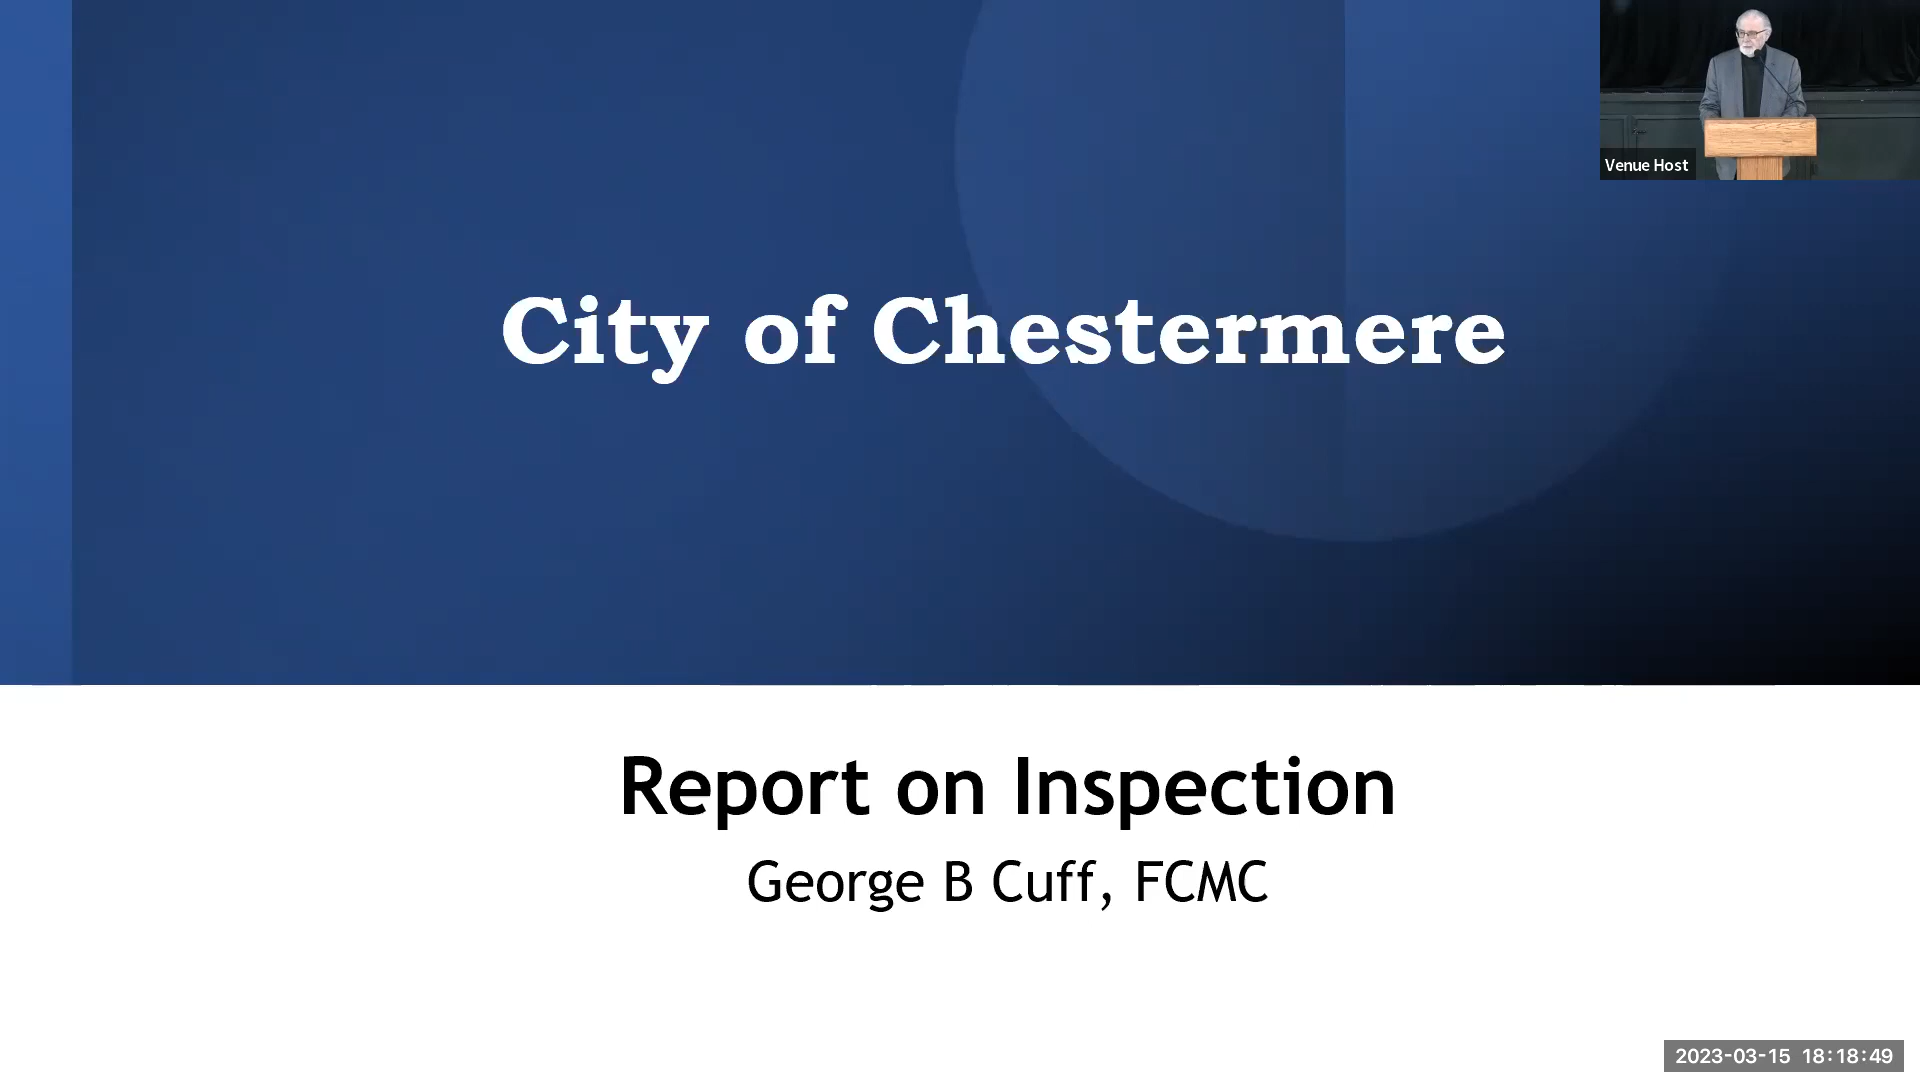 Venue Host
City of Chestermere
Report on Inspection
George B Cuff, FCMC
2023-03-15 18:18:49